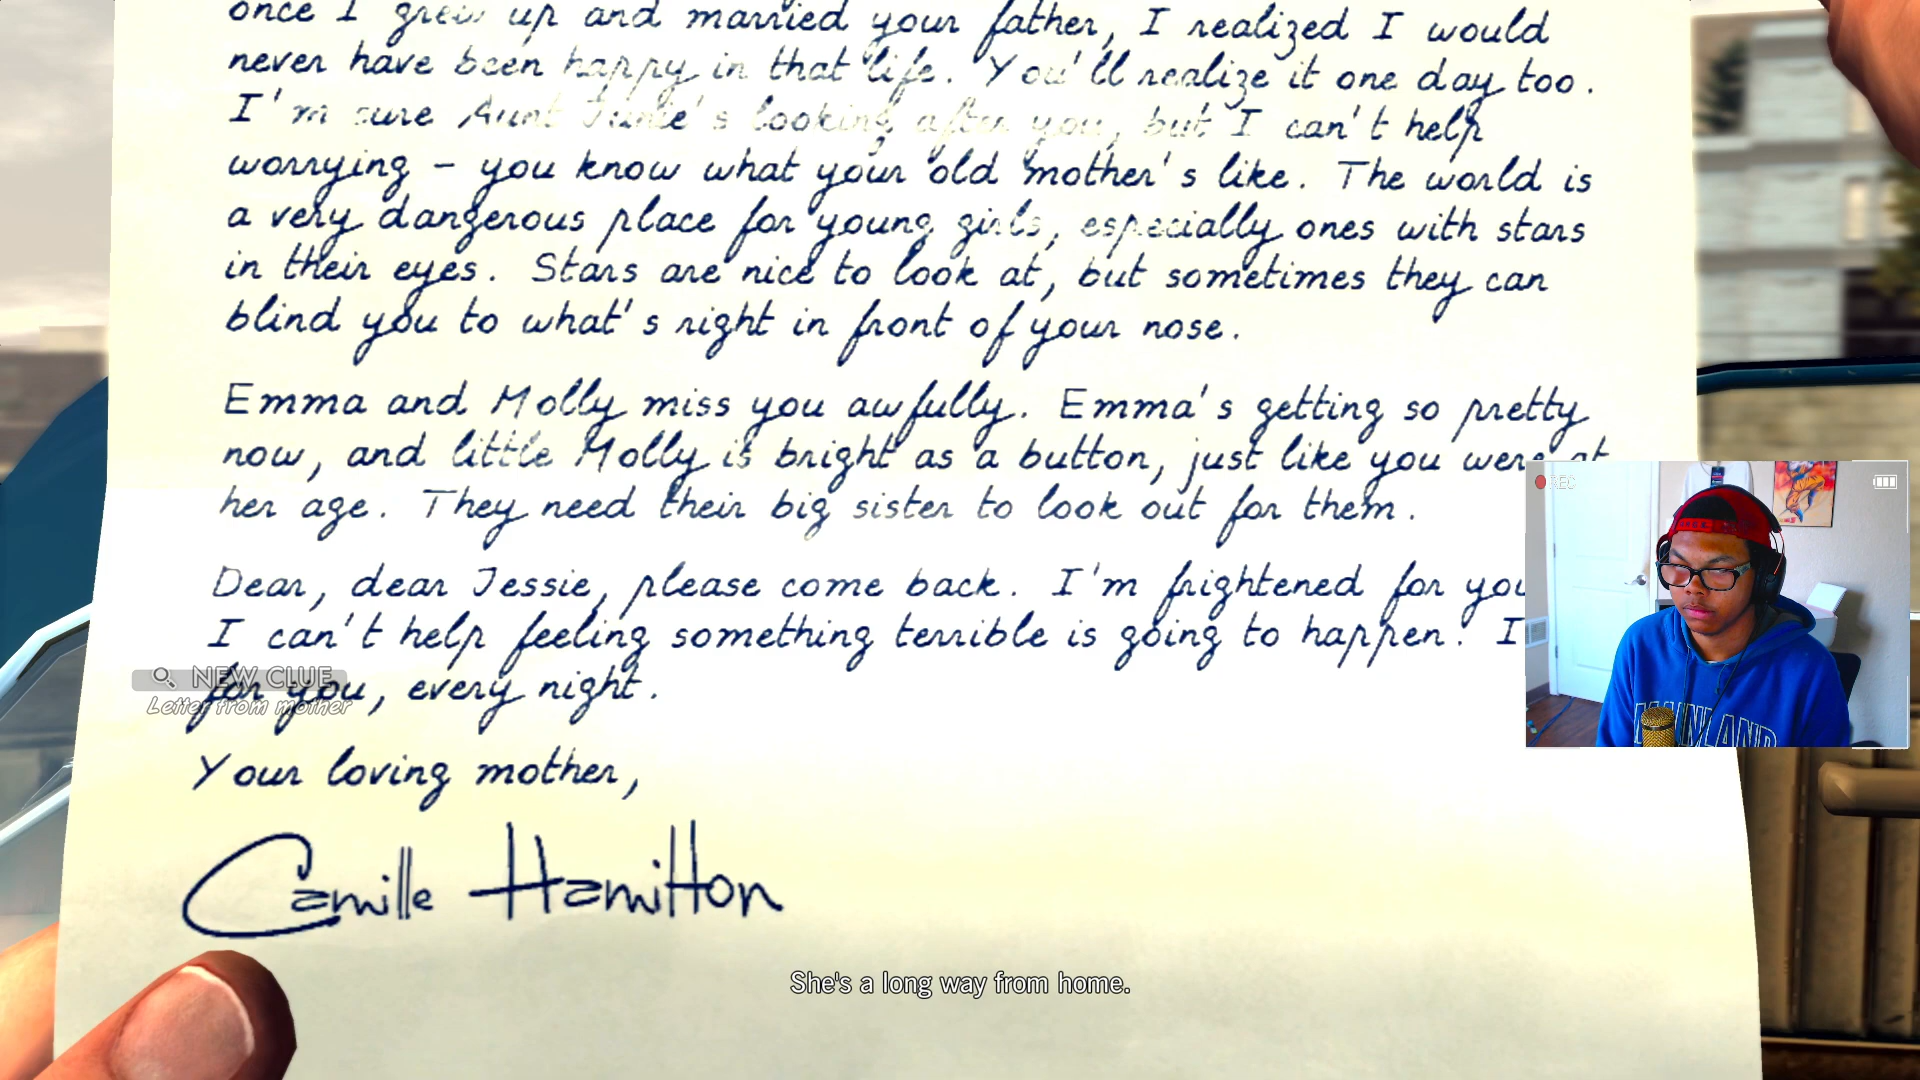 once I grew up and married your father, I realized I would
never have been happy in that life. You'll realize it one day too.
I'm sure Aunt Junie's looking after you, but I can't help
worrying – you know what your old mother's like. The world is
a very dangerous place for young girls, especially ones with stars
in their eyes. Stars are nice to look at, but sometimes they can
blind you to what's right in front of your nose.
Emma and Molly miss you awfully. Emma's getting so pretty
now, and little Molly is bright as a button, just like you were at
her age. They need their big sister to look out for them.
Dear, dear Jessie, please come back. I'm frightened for you
I can't help feeling something terrible is going to happen. I
for you, every night.
Your loving mother,
Camille Hamilton
NEW CLUE
Letter from mother
She's a long way from home.
REC
MAINLAND